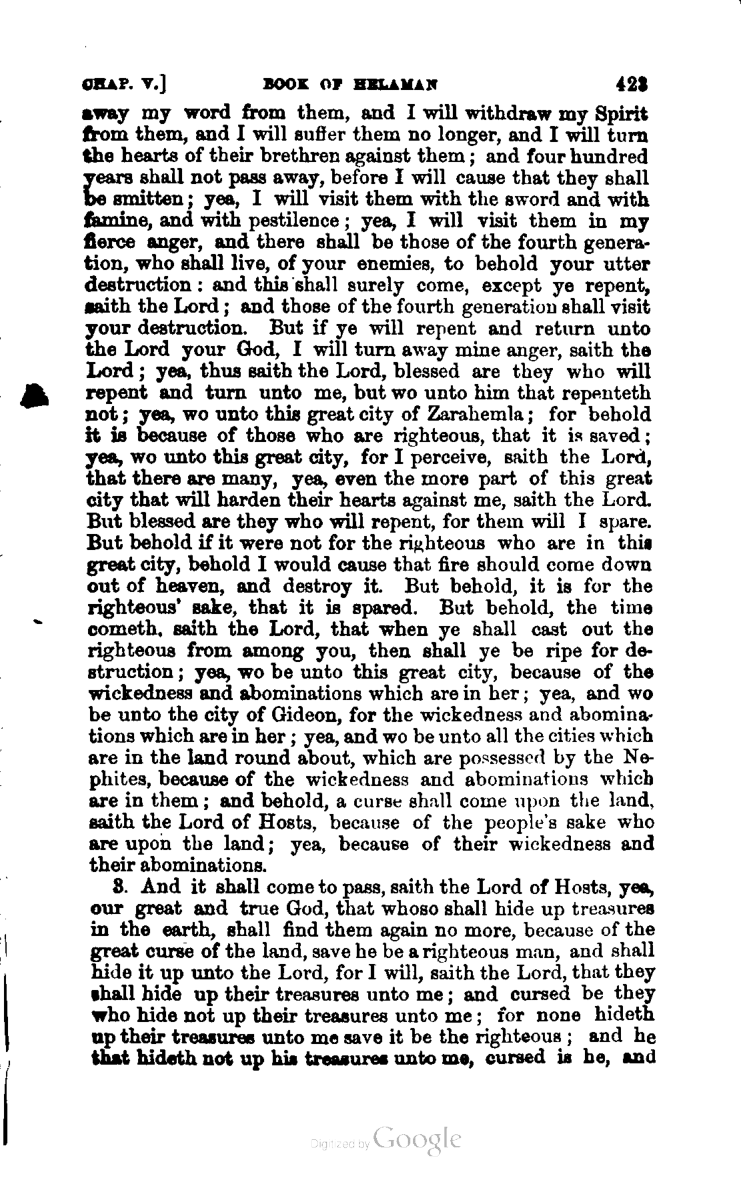 CHAP. V.] BOOK OF HELAMAN 423
away my word from them, and I will withdraw my Spirit
from them, and I will suffer them no longer, and I will turn
the hearts of their brethren against them; and four hundred
years shall not pass away, before I will cause that they shall
be smitten; yea, I will visit them with the sword and with
famine, and with pestilence; yea, I will visit them in my
fierce anger, and there shall be those of the fourth genera-
tion, who shall live, of your enemies, to behold your utter
destruction: and this shall surely come, except ye repent,
saith the Lord; and those of the fourth generation shall visit
your destruction. But if ye will repent and return unto
the Lord your God, I will turn away mine anger, saith the
Lord; yea, thus saith the Lord, blessed are they who will
repent and turn unto me, but wo unto him that repenteth
not; yea, wo unto this great city of Zarahemla; for behold
it is because of those who are righteous, that it is saved;
yea, wo unto this great city, for I perceive, saith the Lord,
that there are many, yea, even the more part of this great
city that will harden their hearts against me, saith the Lord.
But blessed are they who will repent, for them will I spare.
But behold if it were not for the righteous who are in this
great city, behold I would cause that fire should come down
out of heaven, and destroy it. But behold, it is for the
righteous' sake, that it is spared. But behold, the time
cometh, saith the Lord, that when ye shall cast out the
righteous from among you, then shall ye be ripe for de-
struction; yea, wo be unto this great city, because of the
wickedness and abominations which are in her; yea, and wo
be unto the city of Gideon, for the wickedness and abomina-
tions which are in her; yea, and wo be unto all the cities which
are in the land round about, which are possessed by the Ne-
phites, because of the wickedness and abominations which
are in them; and behold, a curse shall come upon the land,
saith the Lord of Hosts, because of the people's sake who
are upon the land; yea, because of their wickedness and
their abominations.
3. And it shall come to pass, saith the Lord of Hosts, yea,
our great and true God, that whoso shall hide up treasures
in the earth, shall find them again no more, because of the
great curse of the land, save he be a righteous man, and shall
hide it up unto the Lord, for I will, saith the Lord, that they
shall hide up their treasures unto me; and cursed be they
who hide not up their treasures unto me; for none hideth
up their treasures unto me save it be the righteous; and he
that hideth not up his treasures unto me, cursed is he, and
Digitized by Google